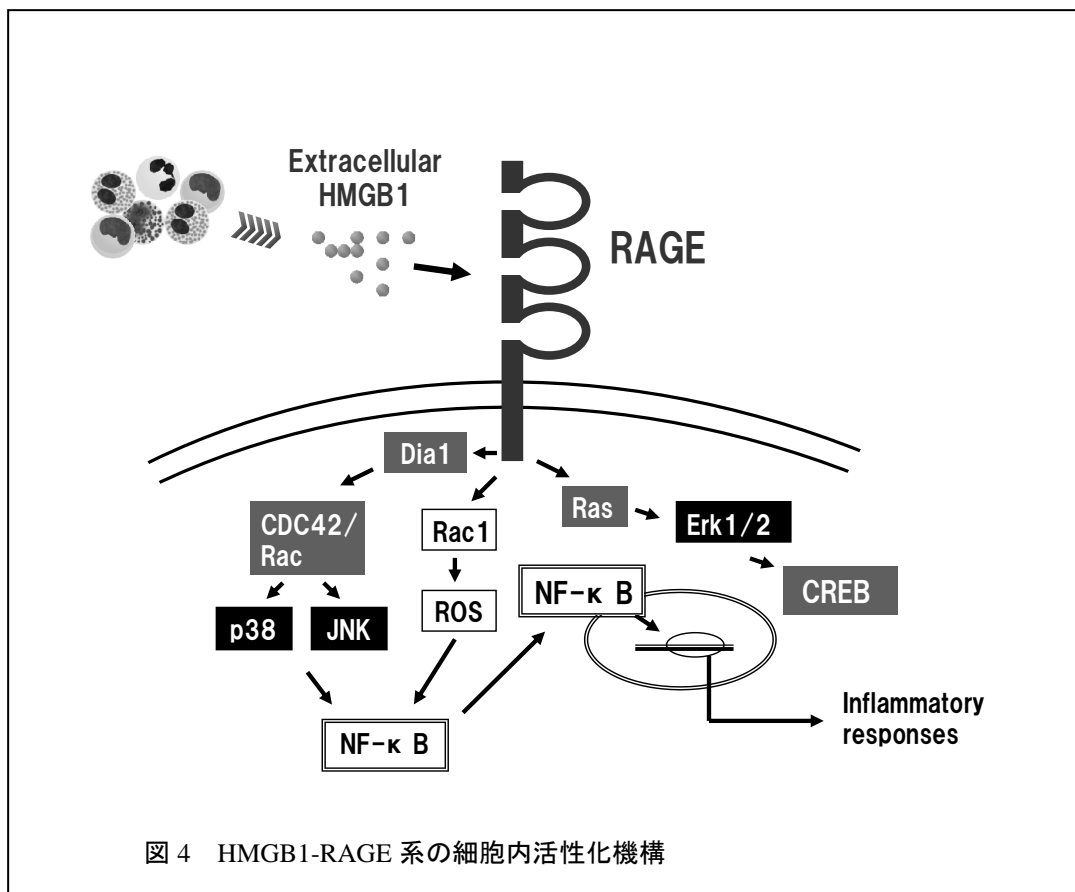 Extracellular
HMGB1
RAGE
Dia1
CDC42/
Rac
Rac1
Ras
Erk1/2
p38
JNK
ROS
NF-κ B
CREB
NF-κ B
Inflammatory
responses
図 4 HMGB1-RAGE 系の細胞内活性化機構